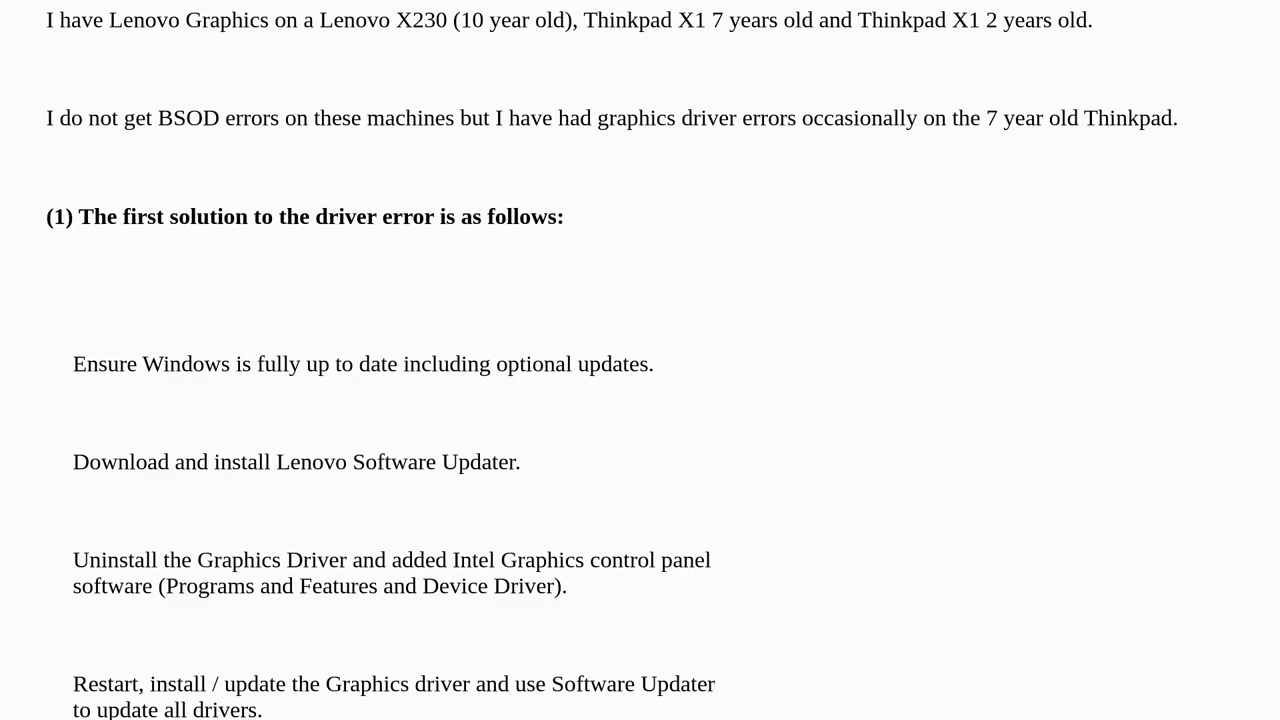 I have Lenovo Graphics on a Lenovo X230 (10 year old), Thinkpad X1 7 years old and Thinkpad X1 2 years old.
I do not get BSOD errors on these machines but I have had graphics driver errors occasionally on the 7 year old Thinkpad.
(1) The first solution to the driver error is as follows:
Ensure Windows is fully up to date including optional updates.
Download and install Lenovo Software Updater.
Uninstall the Graphics Driver and added Intel Graphics control panel
software (Programs and Features and Device Driver).
Restart, install / update the Graphics driver and use Software Updater
to update all drivers.